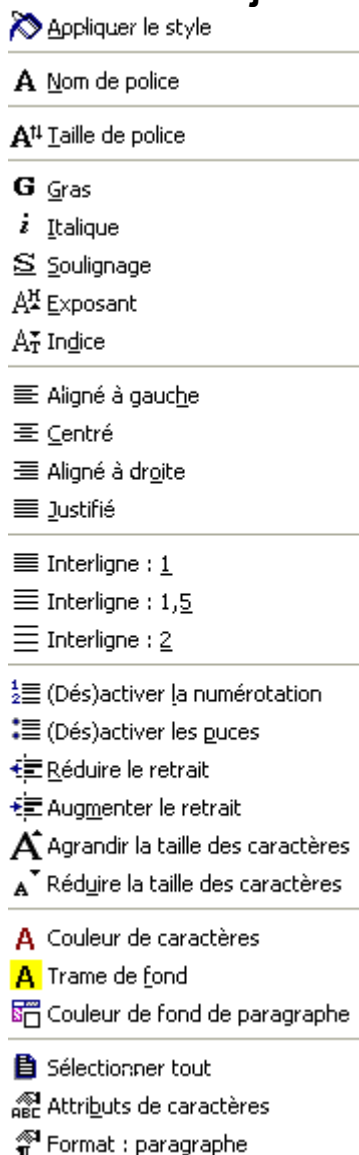 Appliquer le style
A Nom de police
A Taille de police
G Gras
i Italique
S Soulignage
Exposant
Indice
Aligné à gauche
Centré
Aligné à droite
Justifié
Interligne : 1
Interligne : 1,5
Interligne : 2
(Dés)activer la numérotation
(Dés)activer les puces
Réduire le retrait
Augmenter le retrait
A Agrandir la taille des caractères
A Réduire la taille des caractères
A Couleur de caractères
A Trame de fond
Couleur de fond de paragraphe
Sélectionner tout
ABC Attributs de caractères
¶ Format : paragraphe